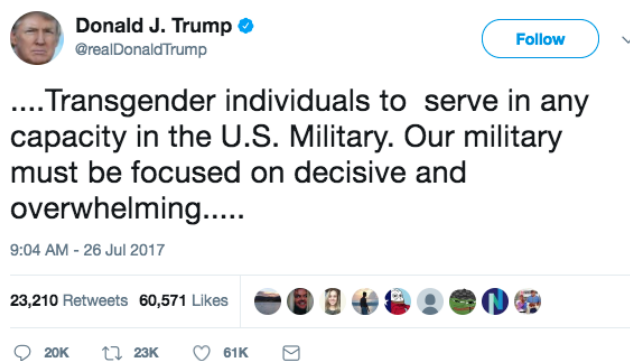 Donald J. Trump
@realDonaldTrump
Follow
....Transgender individuals to  serve in any
capacity in the U.S. Military. Our military
must be focused on decisive and
overwhelming.....
9:04 AM - 26 Jul 2017
23,210 Retweets 60,571 Likes
N
20K 23K 61K